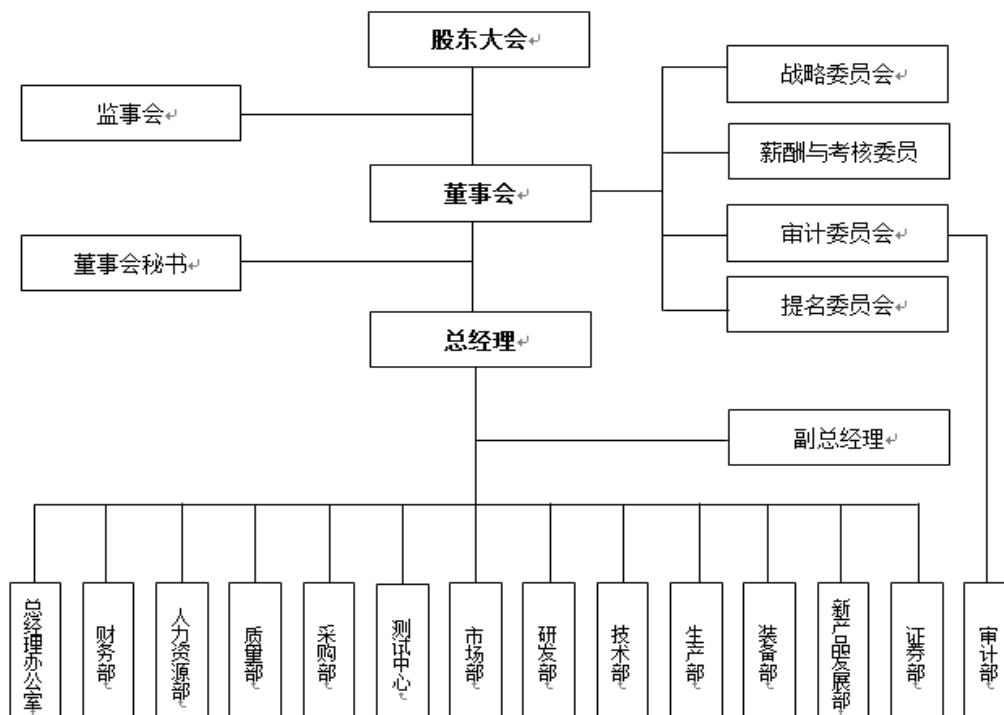 股东大会
战略委员会
监事会
薪酬与考核委员
董事会
审计委员会
董事会秘书
提名委员会
总经理
副总经理
总经理办公室
财务部
人力资源部
质量部
采购部
测试中心
市场部
研发部
技术部
生产部
装备部
新产品发展部
证券部
审计部